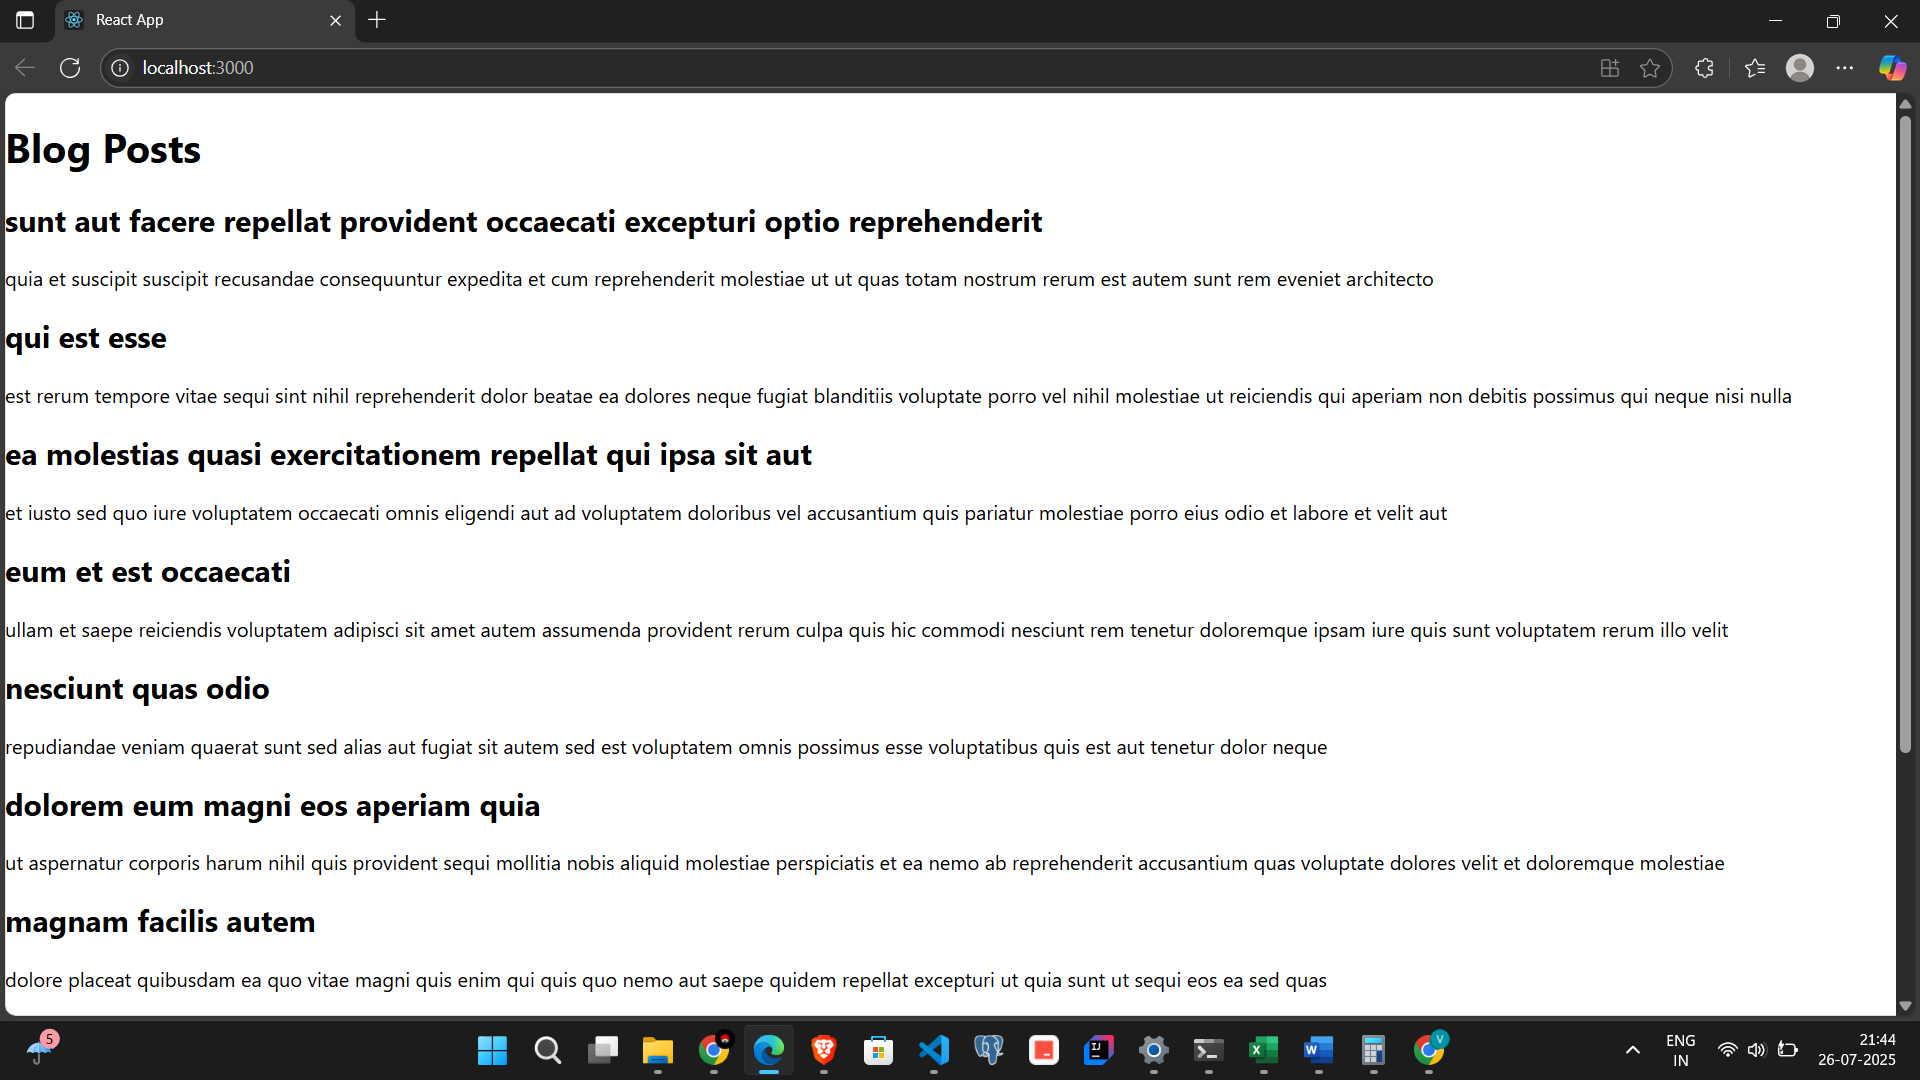 React App
localhost:3000
Blog Posts
sunt aut facere repellat provident occaecati excepturi optio reprehenderit
quia et suscipit suscipit recusandae consequuntur expedita et cum reprehenderit molestiae ut ut quas totam nostrum rerum est autem sunt rem eveniet architecto
qui est esse
est rerum tempore vitae sequi sint nihil reprehenderit dolor beatae ea dolores neque fugiat blanditiis voluptate porro vel nihil molestiae ut reiciendis qui aperiam non debitis possimus qui neque nisi nulla
ea molestias quasi exercitationem repellat qui ipsa sit aut
et iusto sed quo iure voluptatem occaecati omnis eligendi aut ad voluptatem doloribus vel accusantium quis pariatur molestiae porro eius odio et labore et velit aut
eum et est occaecati
ullam et saepe reiciendis voluptatem adipisci sit amet autem assumenda provident rerum culpa quis hic commodi nesciunt rem tenetur doloremque ipsam iure quis sunt voluptatem rerum illo velit
nesciunt quas odio
repudiandae veniam quaerat sunt sed alias aut fugiat sit autem sed est voluptatem omnis possimus esse voluptatibus quis est aut tenetur dolor neque
dolorem eum magni eos aperiam quia
ut aspernatur corporis harum nihil quis provident sequi mollitia nobis aliquid molestiae perspiciatis et ea nemo ab reprehenderit accusantium quas voluptate dolores velit et doloremque molestiae
magnam facilis autem
dolore placeat quibusdam ea quo vitae magni quis enim qui quis quo nemo aut saepe quidem repellat excepturi ut quia sunt ut sequi eos ea sed quas
5
IJ
X
W
V
ENG
IN
21:44
26-07-2025